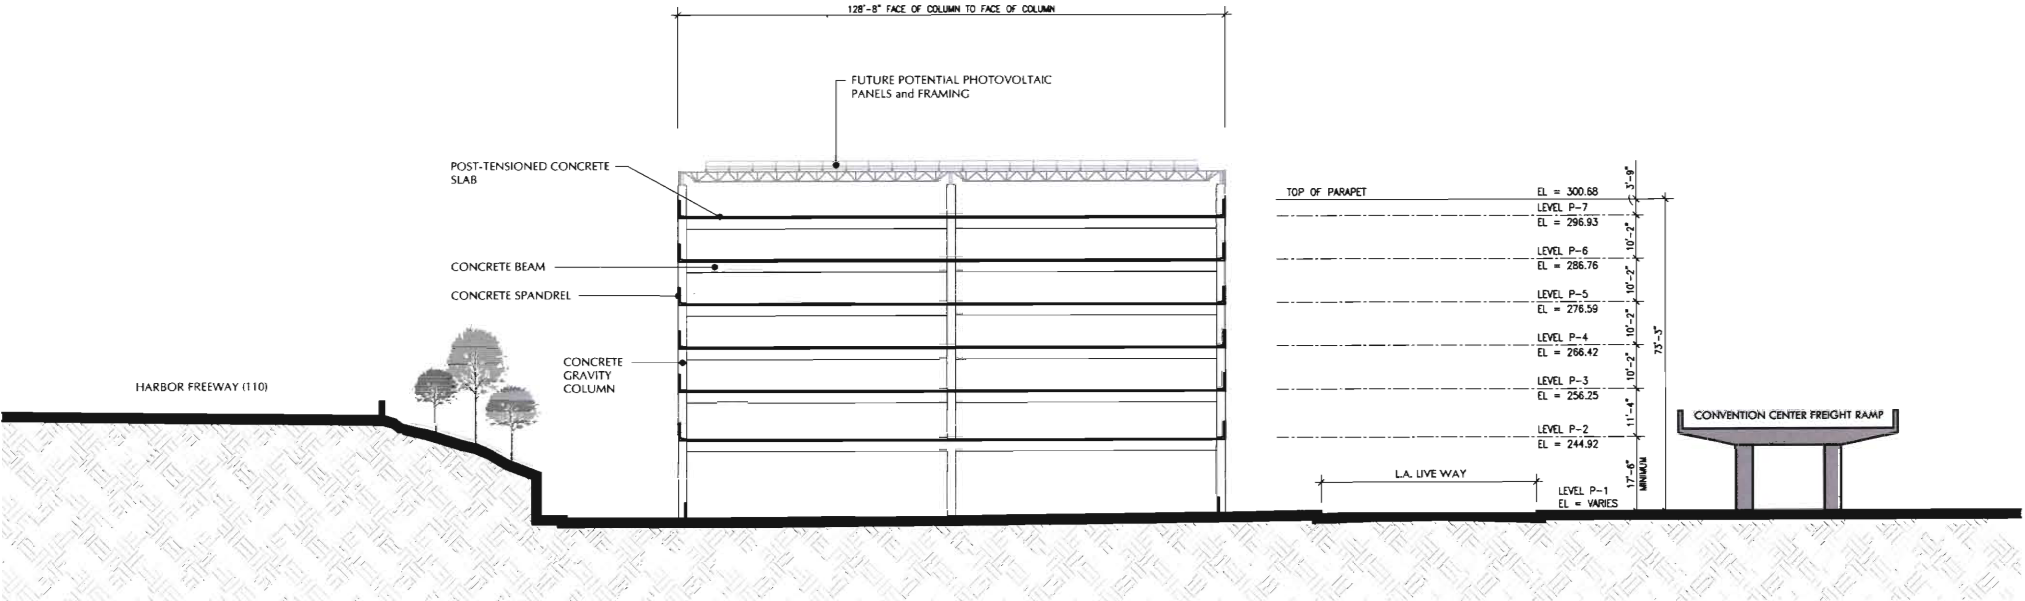 128'-8" FACE OF COLUMN TO FACE OF COLUMN
FUTURE POTENTIAL PHOTOVOLTAIC
PANELS and FRAMING
POST-TENSIONED CONCRETE
SLAB
CONCRETE BEAM
CONCRETE SPANDREL
CONCRETE
GRAVITY
COLUMN
HARBOR FREEWAY (110)
TOP OF PARAPET
EL = 300.68
LEVEL P-7
EL = 296.93
LEVEL P-6
EL = 286.76
LEVEL P-5
EL = 276.59
LEVEL P-4
EL = 266.42
LEVEL P-3
EL = 256.25
LEVEL P-2
EL = 244.92
LEVEL P-1
EL = VARIES
3'-9"
10'-2"
10'-2"
10'-2"
10'-2"
11'-4"
17'-6"
MINIMUM
73'-3"
L.A. LIVE WAY
CONVENTION CENTER FREIGHT RAMP